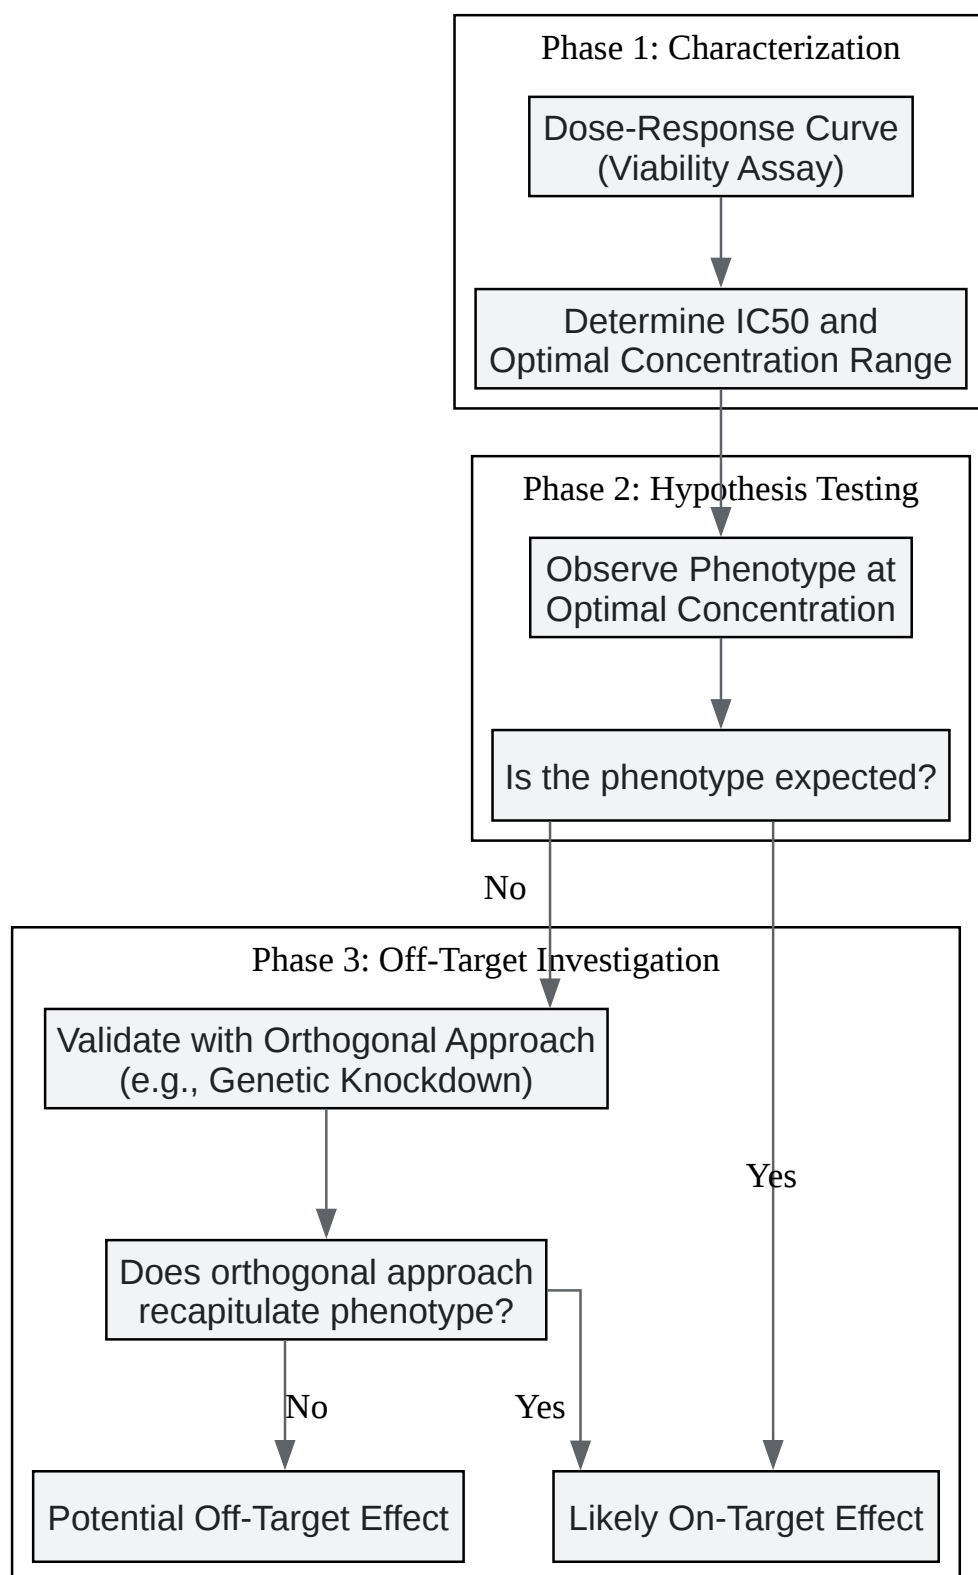 Phase 1: Characterization
Dose-Response Curve
(Viability Assay)
Determine IC50 and
Optimal Concentration Range
Phase 2: Hypothesis Testing
Observe Phenotype at
Optimal Concentration
Is the phenotype expected?
No
Phase 3: Off-Target Investigation
Validate with Orthogonal Approach
(e.g., Genetic Knockdown)
Yes
Does orthogonal approach
recapitulate phenotype?
No
Yes
Potential Off-Target Effect
Likely On-Target Effect